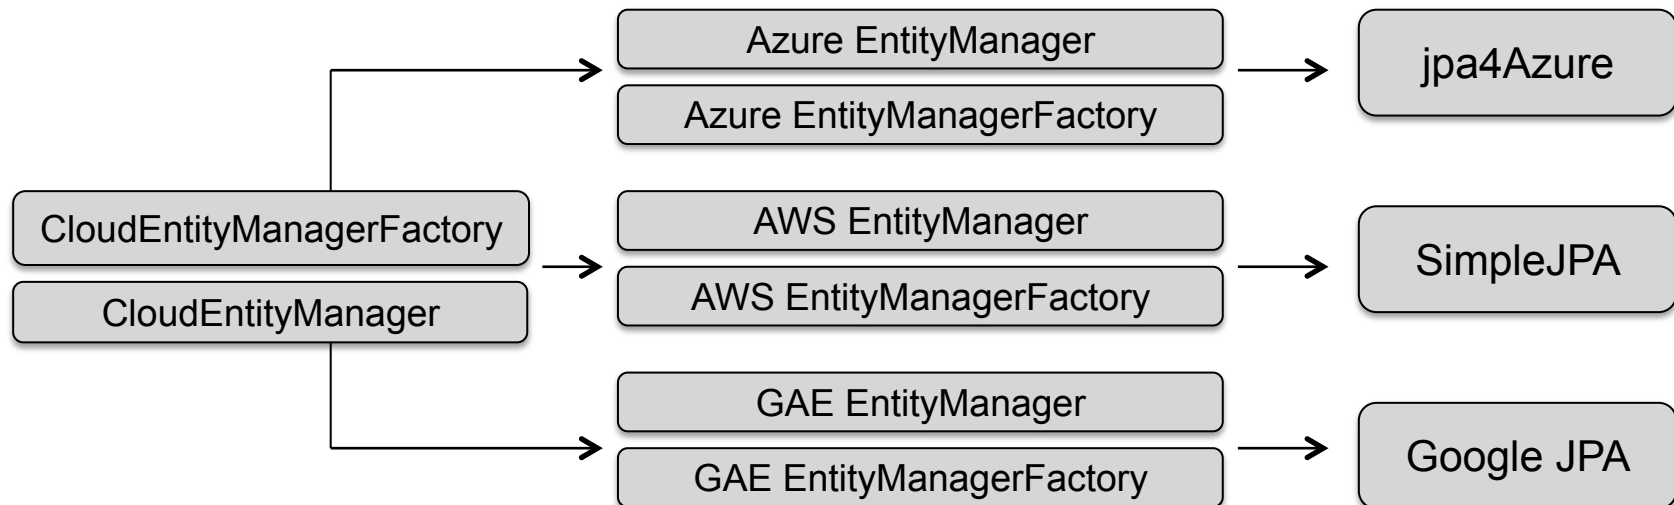 Azure EntityManager
Azure EntityManagerFactory
jpa4Azure
CloudEntityManagerFactory
CloudEntityManager
AWS EntityManager
AWS EntityManagerFactory
SimpleJPA
GAE EntityManager
GAE EntityManagerFactory
Google JPA